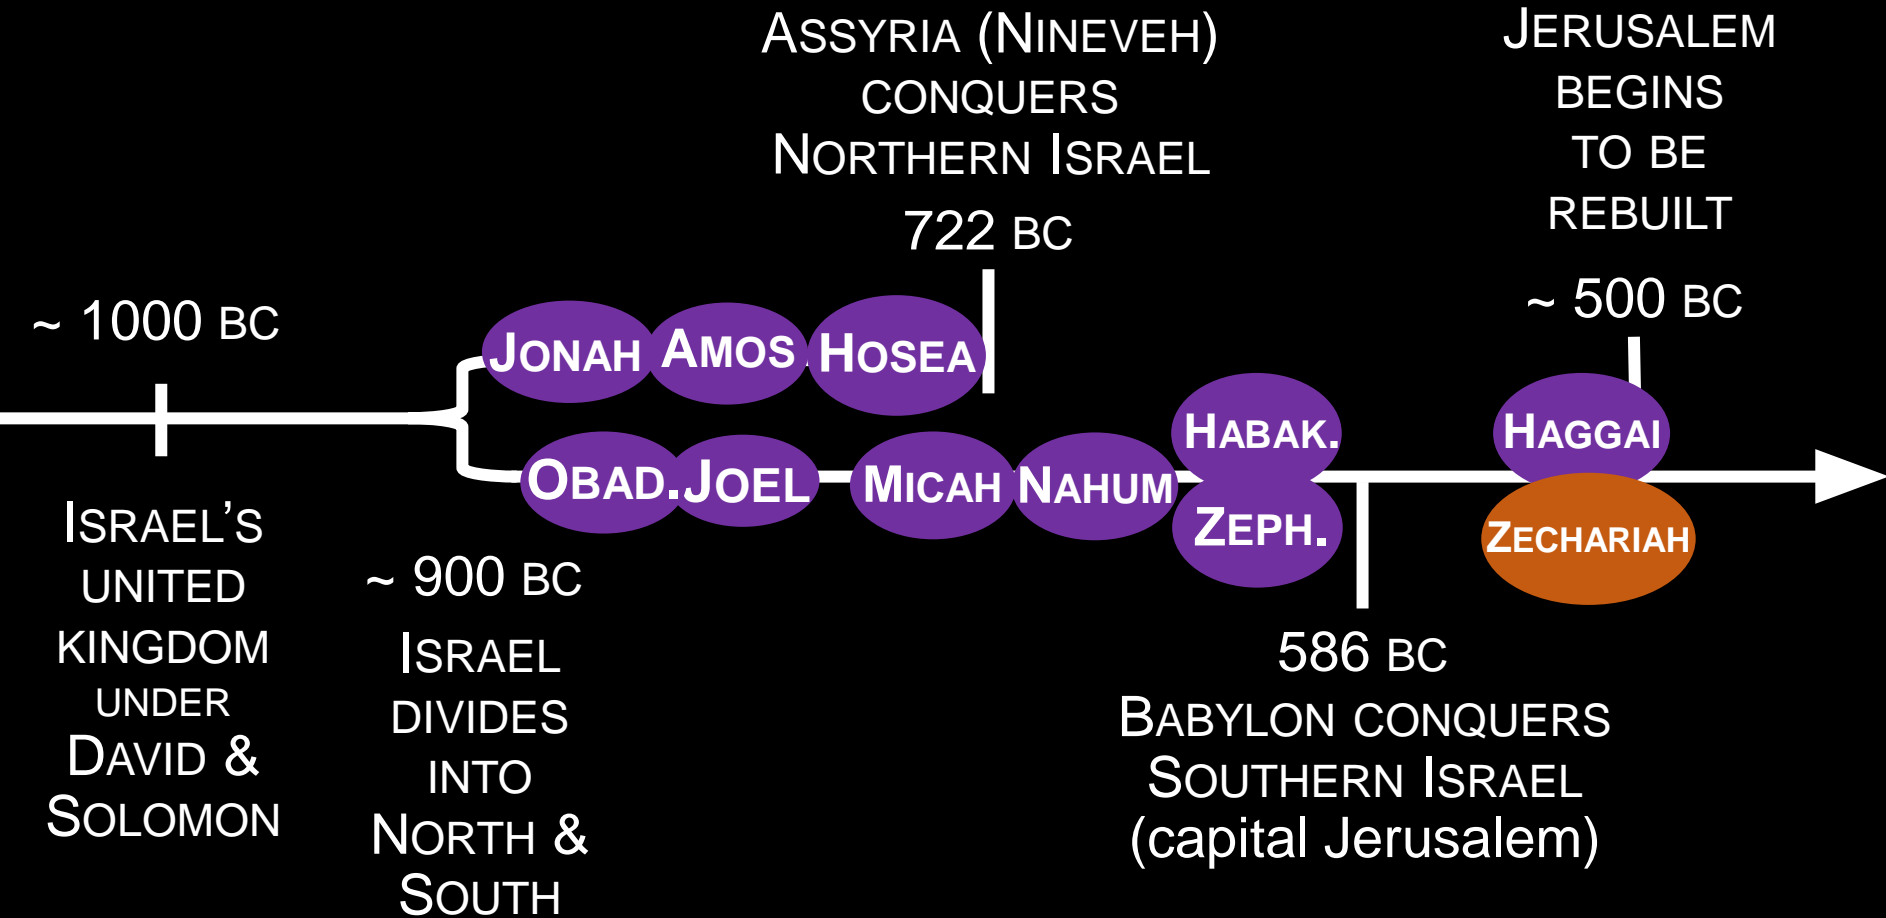 ASSYRIA (NINEVEH)
CONQUERS
NORTHERN ISRAEL
722 BC
JERUSALEM
BEGINS
TO BE
REBUILT
~ 500 BC
~ 1000 BC
JONAH
AMOS
HOSEA
HABAK.
HAGGAI
OBAD.
JOEL
MICAH
NAHUM
ZEPH.
ZECHARIAH
ISRAEL’S
UNITED
KINGDOM
UNDER
DAVID &
SOLOMON
~ 900 BC
ISRAEL
DIVIDES
INTO
NORTH &
SOUTH
586 BC
BABYLON CONQUERS
SOUTHERN ISRAEL
(capital Jerusalem)